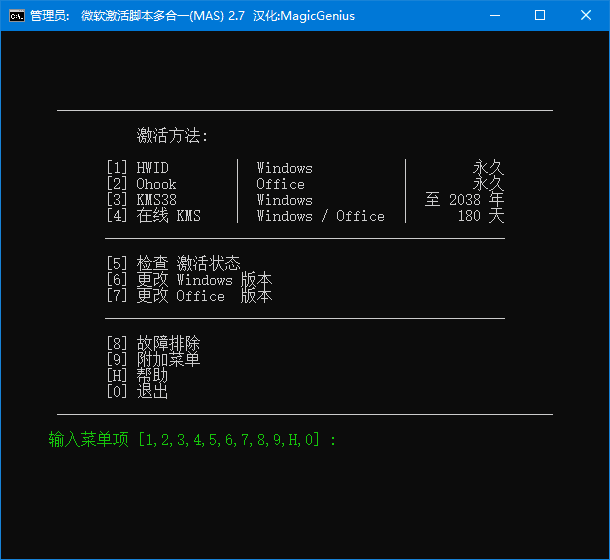 管理员: 微软激活脚本多合一(MAS) 2.7 汉化:MagicGenius
激活方法:
[1] HWID | Windows | 永久
[2] Ohook | Office | 永久
[3] KMS38 | Windows | 至 2038 年
[4] 在线 KMS | Windows / Office | 180 天
[5] 检查 激活状态
[6] 更改 Windows 版本
[7] 更改 Office 版本
[8] 故障排除
[9] 附加菜单
[H] 帮助
[0] 退出
输入菜单项 [1,2,3,4,5,6,7,8,9,H,0] :